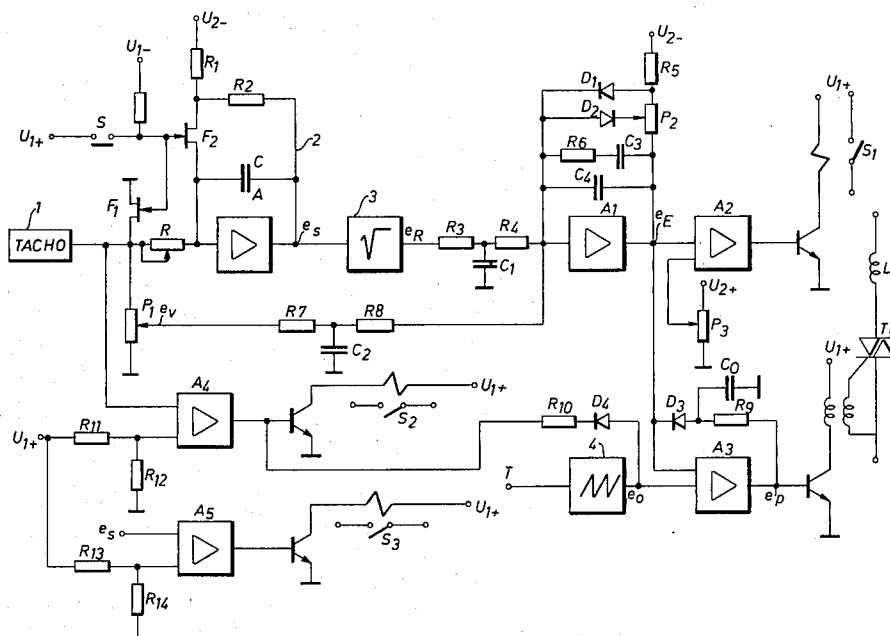 U2- U2-
U1- R1 R2 D1 R5 U1+
U1+ S F2 2 D2 P2 S1
C A R6 C3
C4
F1 3 A1 A2
1 R eS eR R3 R4 eE
TACHO √ C1 U2+ L
P1 eV R7 R8 P3
C2 U1+
A4 C0
U1+ R11 U1+ R10 D4 D3 R9
S2 4 A3
R12 T eo ep
A5 U1+
eS S3
R13
R14